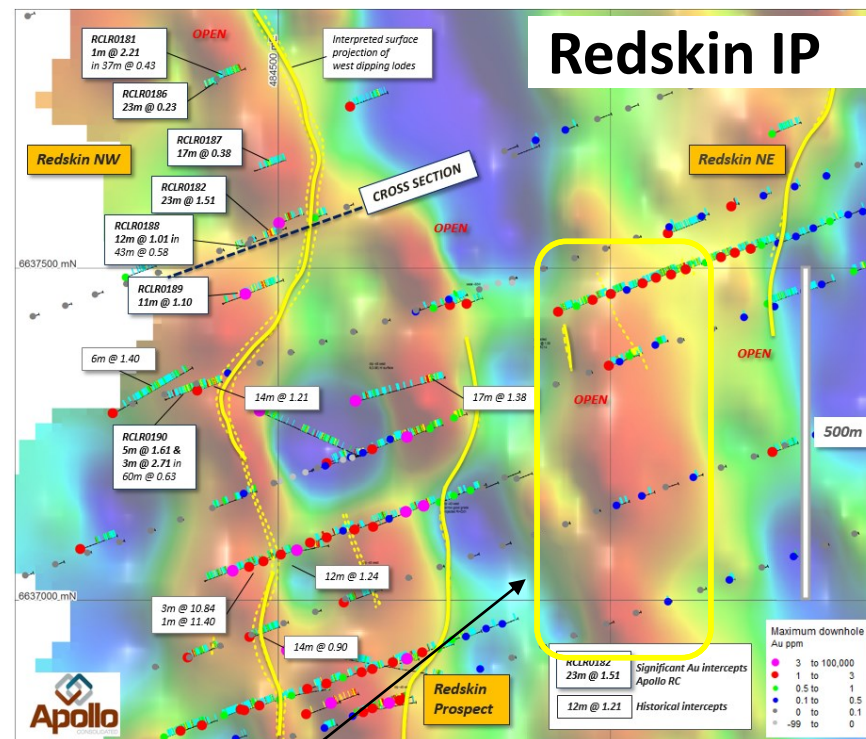 Redskin IP
OPEN
RCLR0181
1m @ 2.21
in 37m @ 0.43
RCLR0186
23m @ 0.23
484500 mE
Interpreted surface
projection of
west dipping lodes
Redskin NW
RCLR0187
17m @ 0.38
RCLR0182
23m @ 1.51
CROSS SECTION
Redskin NE
RCLR0188
12m @ 1.01 in
43m @ 0.58
OPEN
6637500 mN
RCLR0189
11m @ 1.10
6m @ 1.40
14m @ 1.21
17m @ 1.38
OPEN
OPEN
RCLR0190
5m @ 1.61 &
3m @ 2.71 in
60m @ 0.63
500m
12m @ 1.24
3m @ 10.84
1m @ 11.40
6637000 mN
14m @ 0.90
Redskin
Prospect
RCLR0182
23m @ 1.51
Significant Au intercepts
Apollo RC
12m @ 1.21
Historical intercepts
Maximum downhole
Au ppm
3 to 100,000
1 to 3
0.5 to 1
0.1 to 0.5
0 to 0.1
-99 to 0
Apollo
CONSOLIDATED